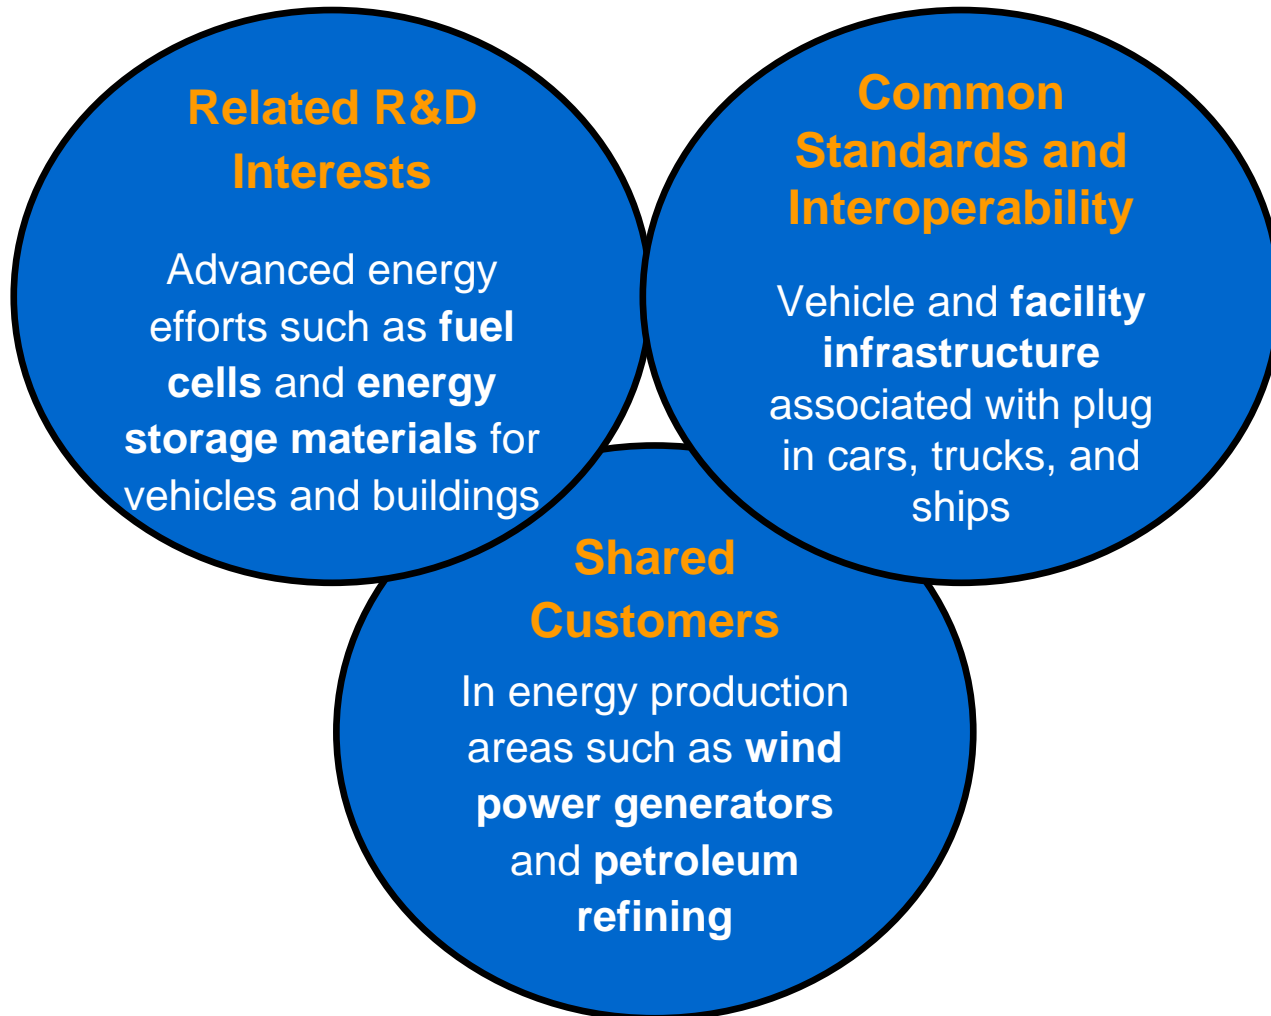 Related R&D
Interests
Advanced energy
efforts such as fuel
cells and energy
storage materials for
vehicles and buildings
Common
Standards and
Interoperability
Vehicle and facility
infrastructure
associated with plug
in cars, trucks, and
ships
Shared
Customers
In energy production
areas such as wind
power generators
and petroleum
refining